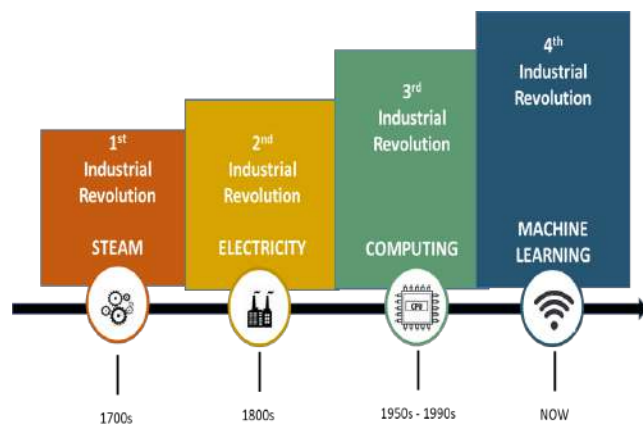 1st
Industrial
Revolution
STEAM
2nd
Industrial
Revolution
ELECTRICITY
3rd
Industrial
Revolution
COMPUTING
CPU
4th
Industrial
Revolution
MACHINE
LEARNING
1700s
1800s
1950s - 1990s
NOW